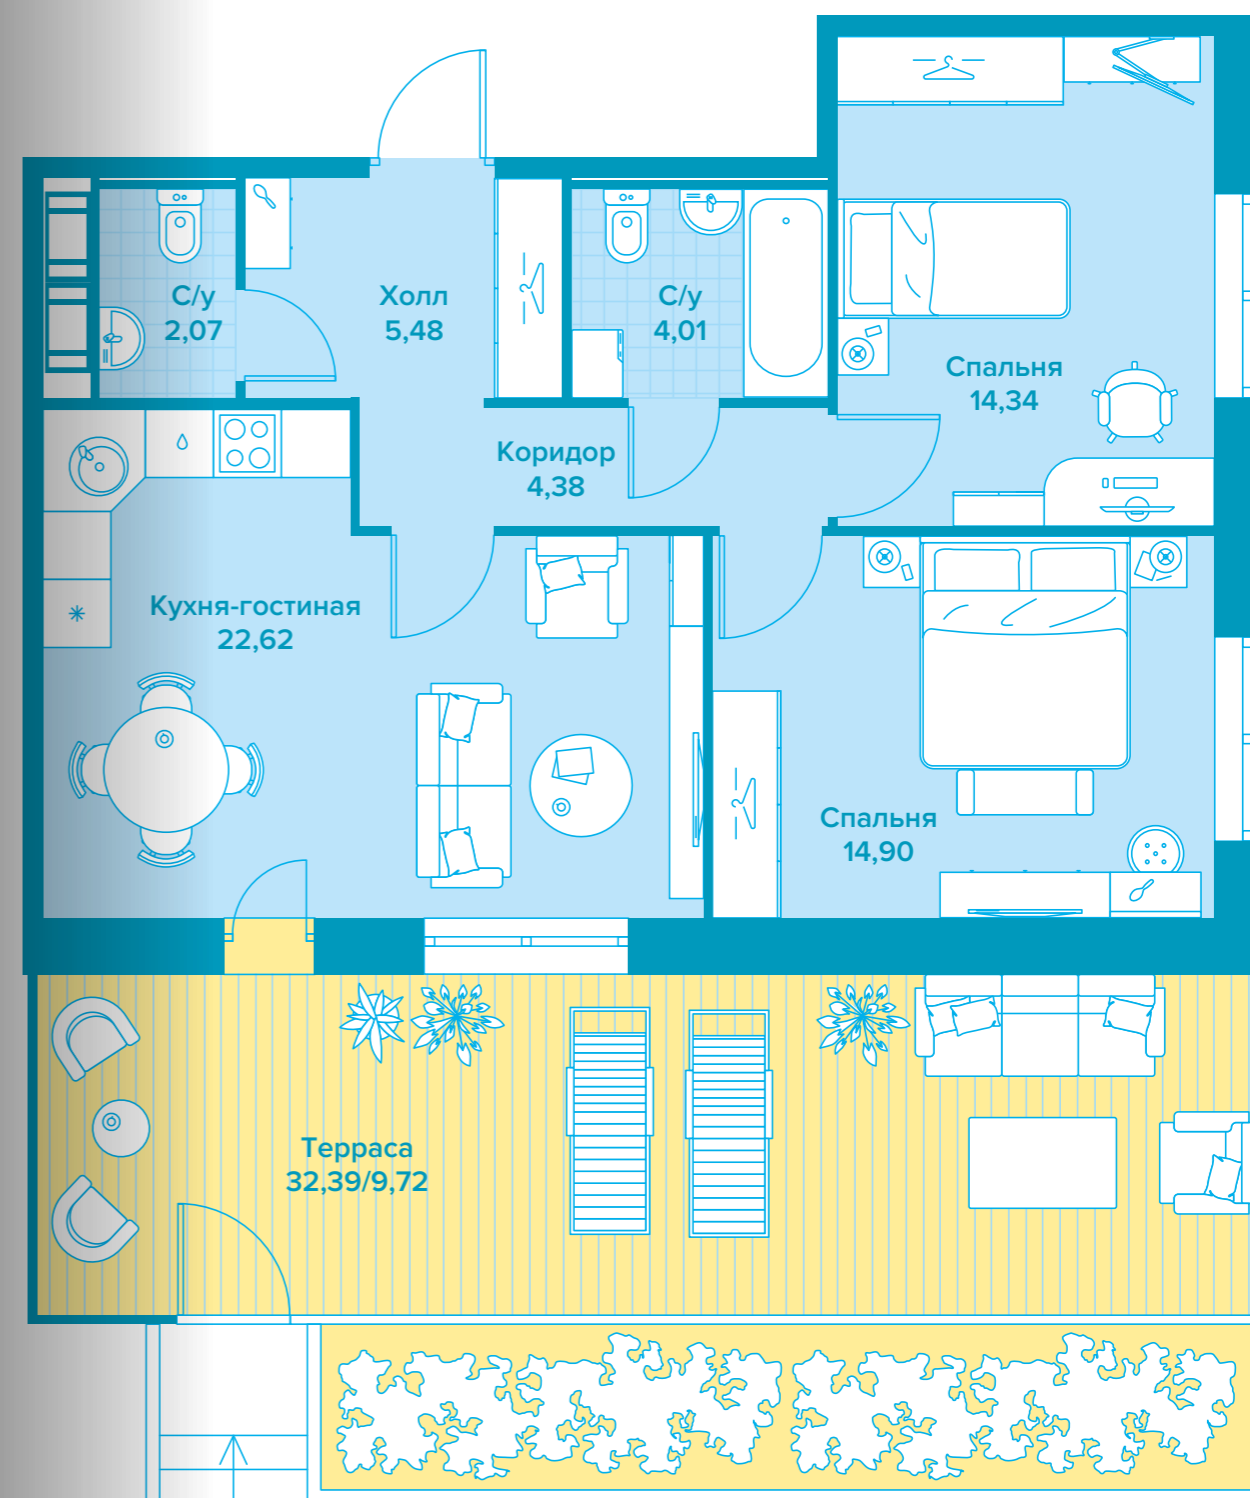 С/у
2,07
Холл
5,48
С/у
4,01
Спальня
14,34
Коридор
4,38
Кухня-гостиная
22,62
Спальня
14,90
Терраса
32,39/9,72